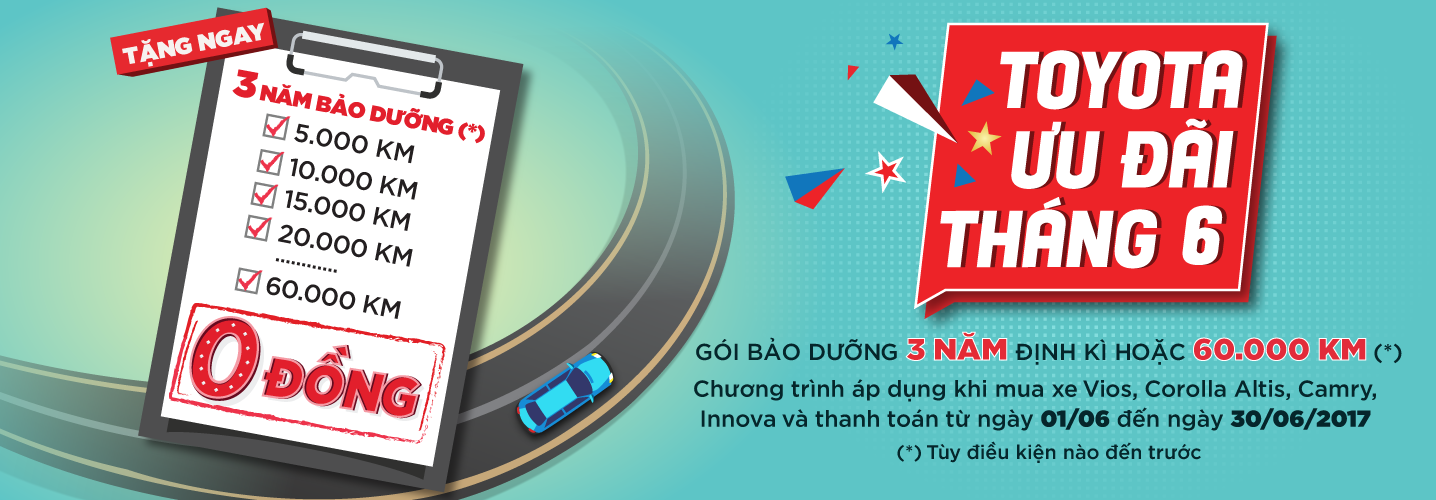 TẶNG NGAY
3 NĂM BẢO DƯỠNG (*)
5.000 KM
10.000 KM
15.000 KM
20.000 KM
............
60.000 KM
0 ĐỒNG
TOYOTA
ƯU ĐÃI
THÁNG 6
GÓI BẢO DƯỠNG 3 NĂM ĐỊNH KÌ HOẶC 60.000 KM (*)
Chương trình áp dụng khi mua xe Vios, Corolla Altis, Camry,
Innova và thanh toán từ ngày 01/06 đến ngày 30/06/2017
(*) Tùy điều kiện nào đến trước